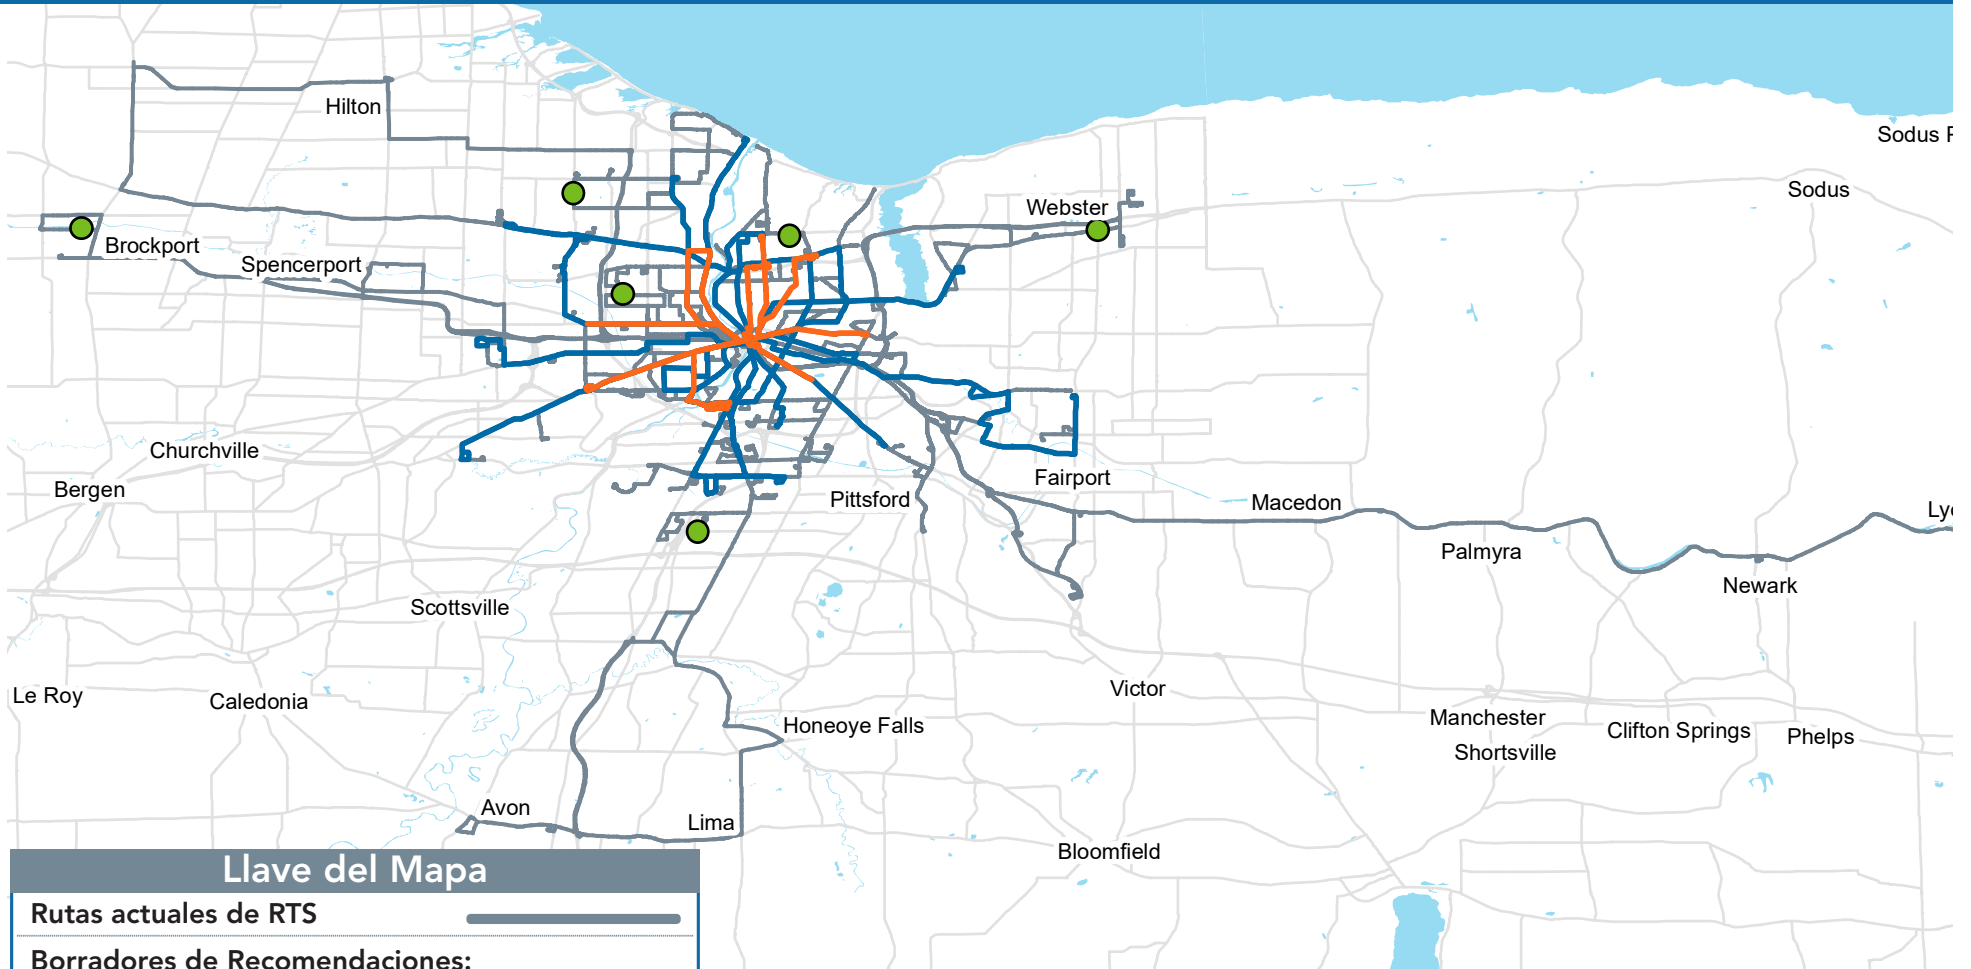 Hilton
Sodus
Webster
Brockport
Spencerport
Churchville
Bergen
Fairport
Pittsford
Macedon
Palmyra
Newark
Scottsville
Le Roy
Caledonia
Victor
Honeoye Falls
Manchester
Clifton Springs
Phelps
Shortsville
Avon
Lima
Bloomfield
Sodus
Llave del Mapa
Rutas actuales de RTS
Borradores de Recomendaciones: